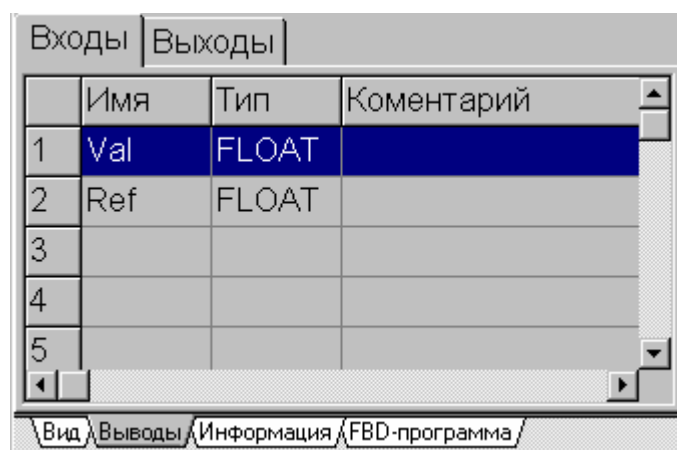 Входы Выходы
Имя Тип Коментарий
1 Val FLOAT
2 Ref FLOAT
3
4
5
Вид Выводы Информация FBD-программа